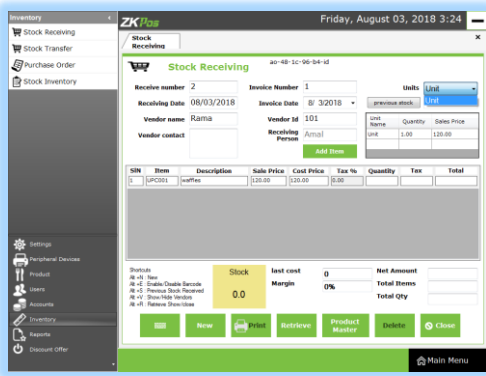 Inventory
ZKPos
Friday, August 03, 2018 3:24
Stock Receiving
Stock Transfer
Purchase Order
Stock Inventory
Stock
Receiving
×
Stock Receiving
ao-48-1c-96-b4-id
Receive number 2
Invoice Number 1
Units Unit
Unit
Receiving Date 08/03/2018
Invoice Date 8/ 3/2018
previous stock
Vendor name Rama
Vendor Id 101
Vendor contact
Receiving
Person Amal
Unit
Name Quantity Sales Price
Unit 1.00 120.00
Add Item
SIN Item Description Sale Price Cost Price Tax % Quantity Tax Total
1 UPC001 waffles 120.00 120.00 0.00
Settings
Peripheral Devices
Product
Users
Accounts
Inventory
Reports
Discount Offer
Shortcuts
Alt +N : New
Alt +E : Enable/Disable Barcode
Alt +S : Previous Stock Received
Alt +V : Show/Hide Vendors
Alt +R : Retrieve Show/close
Stock
0.0
last cost 0
Margin 0%
Net Amount
Total Items
Total Qty
New
Print
Retrieve
Product
Master
Delete
Close
Main Menu